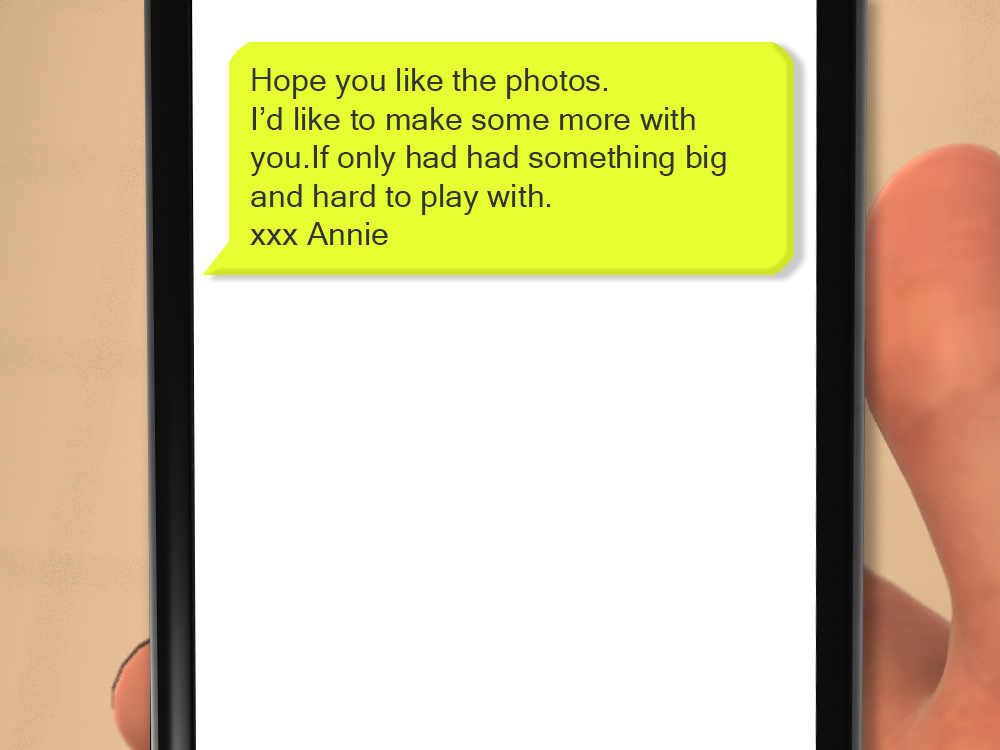 Hope you like the photos.
I’d like to make some more with
you.If only had had something big
and hard to play with.
xxx Annie